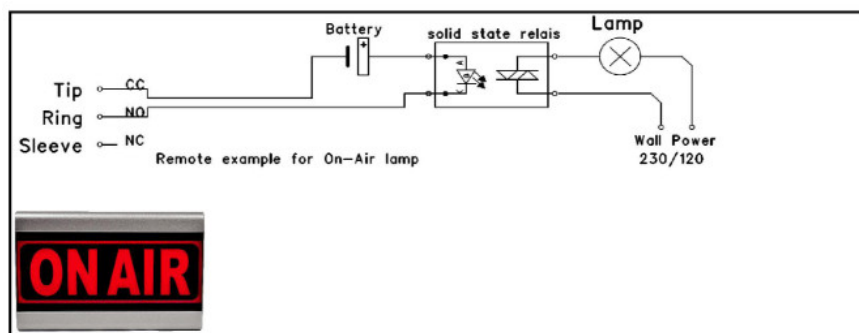 Lamp
Battery
solid state relais
+
A
K
Tip CC
Ring NO
Sleeve NC
Remote example for On-Air lamp
Wall Power
230/120
ON AIR